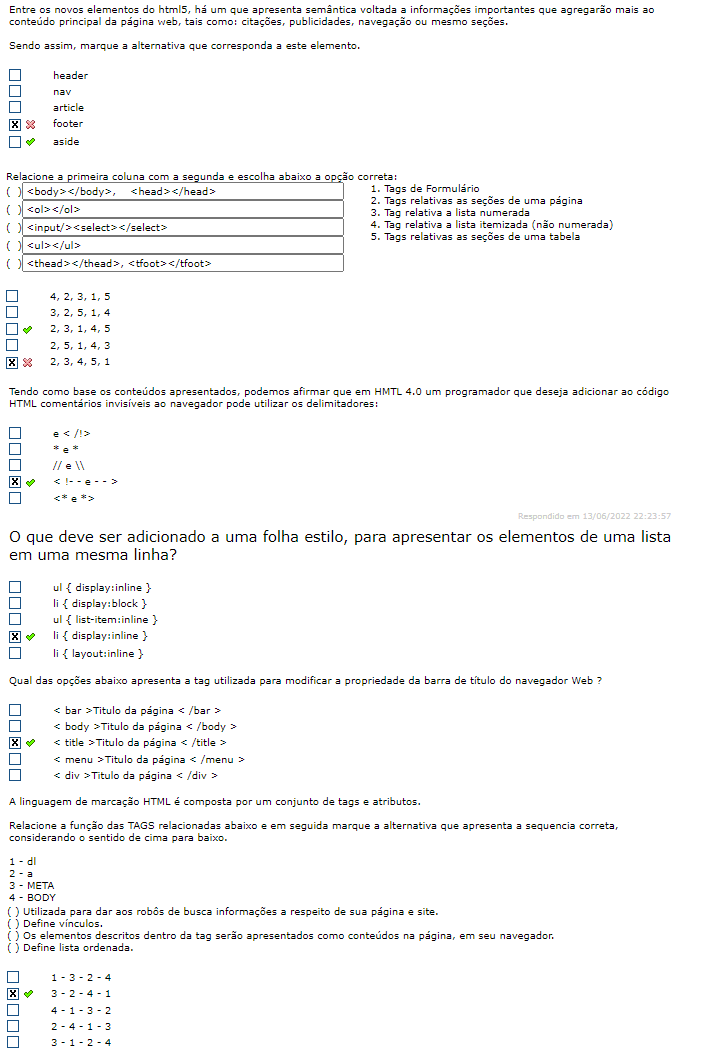 Entre os novos elementos do html5, há um que apresenta semântica voltada a informações importantes que agregarão mais ao
conteúdo principal da página web, tais como: citações, publicidades, navegação ou mesmo seções.
Sendo assim, marque a alternativa que corresponda a este elemento.
header
nav
article
footer
aside
Relacione a primeira coluna com a segunda e escolha abaixo a opção correta:
( ) <body></body>, <head></head>
( ) <ol></ol>
( ) <input/><select></select>
( ) <ul></ul>
( ) <thead></thead>, <tfoot></tfoot>
1. Tags de Formulário
2. Tags relativas as seções de uma página
3. Tag relativa a lista numerada
4. Tag relativa a lista itemizada (não numerada)
5. Tags relativas as seções de uma tabela
4, 2, 3, 1, 5
3, 2, 5, 1, 4
2, 3, 1, 4, 5
2, 5, 1, 4, 3
2, 3, 4, 5, 1
Tendo como base os conteúdos apresentados, podemos afirmar que em HMTL 4.0 um programador que deseja adicionar ao código
HTML comentários invisíveis ao navegador pode utilizar os delimitadores:
e < /!>
* e *
// e \\
< !- - e - - >
<* e *>
Respondido em 13/06/2022 22:23:57
O que deve ser adicionado a uma folha estilo, para apresentar os elementos de uma lista
em uma mesma linha?
ul { display:inline }
li { display:block }
ul { list-item:inline }
li { display:inline }
li { layout:inline }
Qual das opções abaixo apresenta a tag utilizada para modificar a propriedade da barra de título do navegador Web ?
< bar >Titulo da página < /bar >
< body >Titulo da página < /body >
< title >Titulo da página < /title >
< menu >Titulo da página < /menu >
< div >Titulo da página < /div >
A linguagem de marcação HTML é composta por um conjunto de tags e atributos.
Relacione a função das TAGS relacionadas abaixo e em seguida marque a alternativa que apresenta a sequencia correta,
considerando o sentido de cima para baixo.
1 - dl
2 - a
3 - META
4 - BODY
( ) Utilizada para dar aos robôs de busca informações a respeito de sua página e site.
( ) Define vínculos.
( ) Os elementos descritos dentro da tag serão apresentados como conteúdos na página, em seu navegador.
( ) Define lista ordenada.
1 - 3 - 2 - 4
3 - 2 - 4 - 1
4 - 1 - 3 - 2
2 - 4 - 1 - 3
3 - 1 - 2 - 4